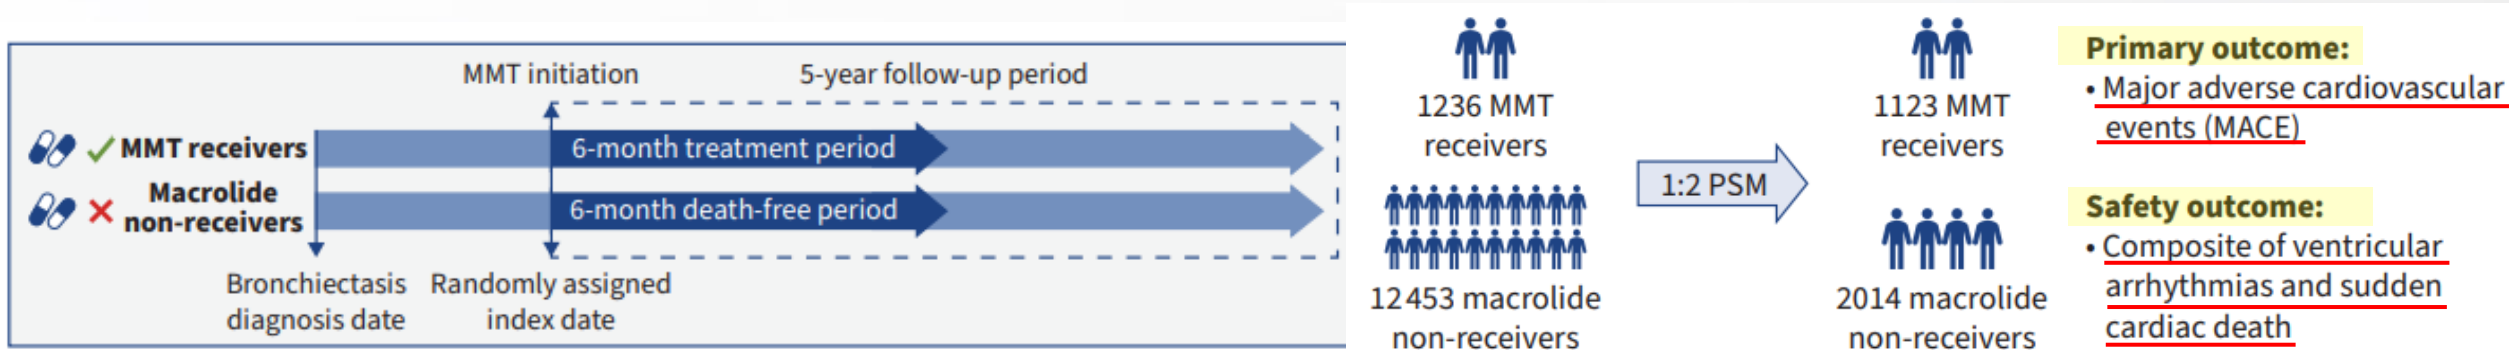 MMT initiation
5-year follow-up period
MMT receivers
6-month treatment period
Macrolide
non-receivers
6-month death-free period
Bronchiectasis
diagnosis date
Randomly assigned
index date
1236 MMT
receivers
12 453 macrolide
non-receivers
1:2 PSM
1123 MMT
receivers
2014 macrolide
non-receivers
Primary outcome:
• Major adverse cardiovascular
events (MACE)
Safety outcome:
• Composite of ventricular
arrhythmias and sudden
cardiac death